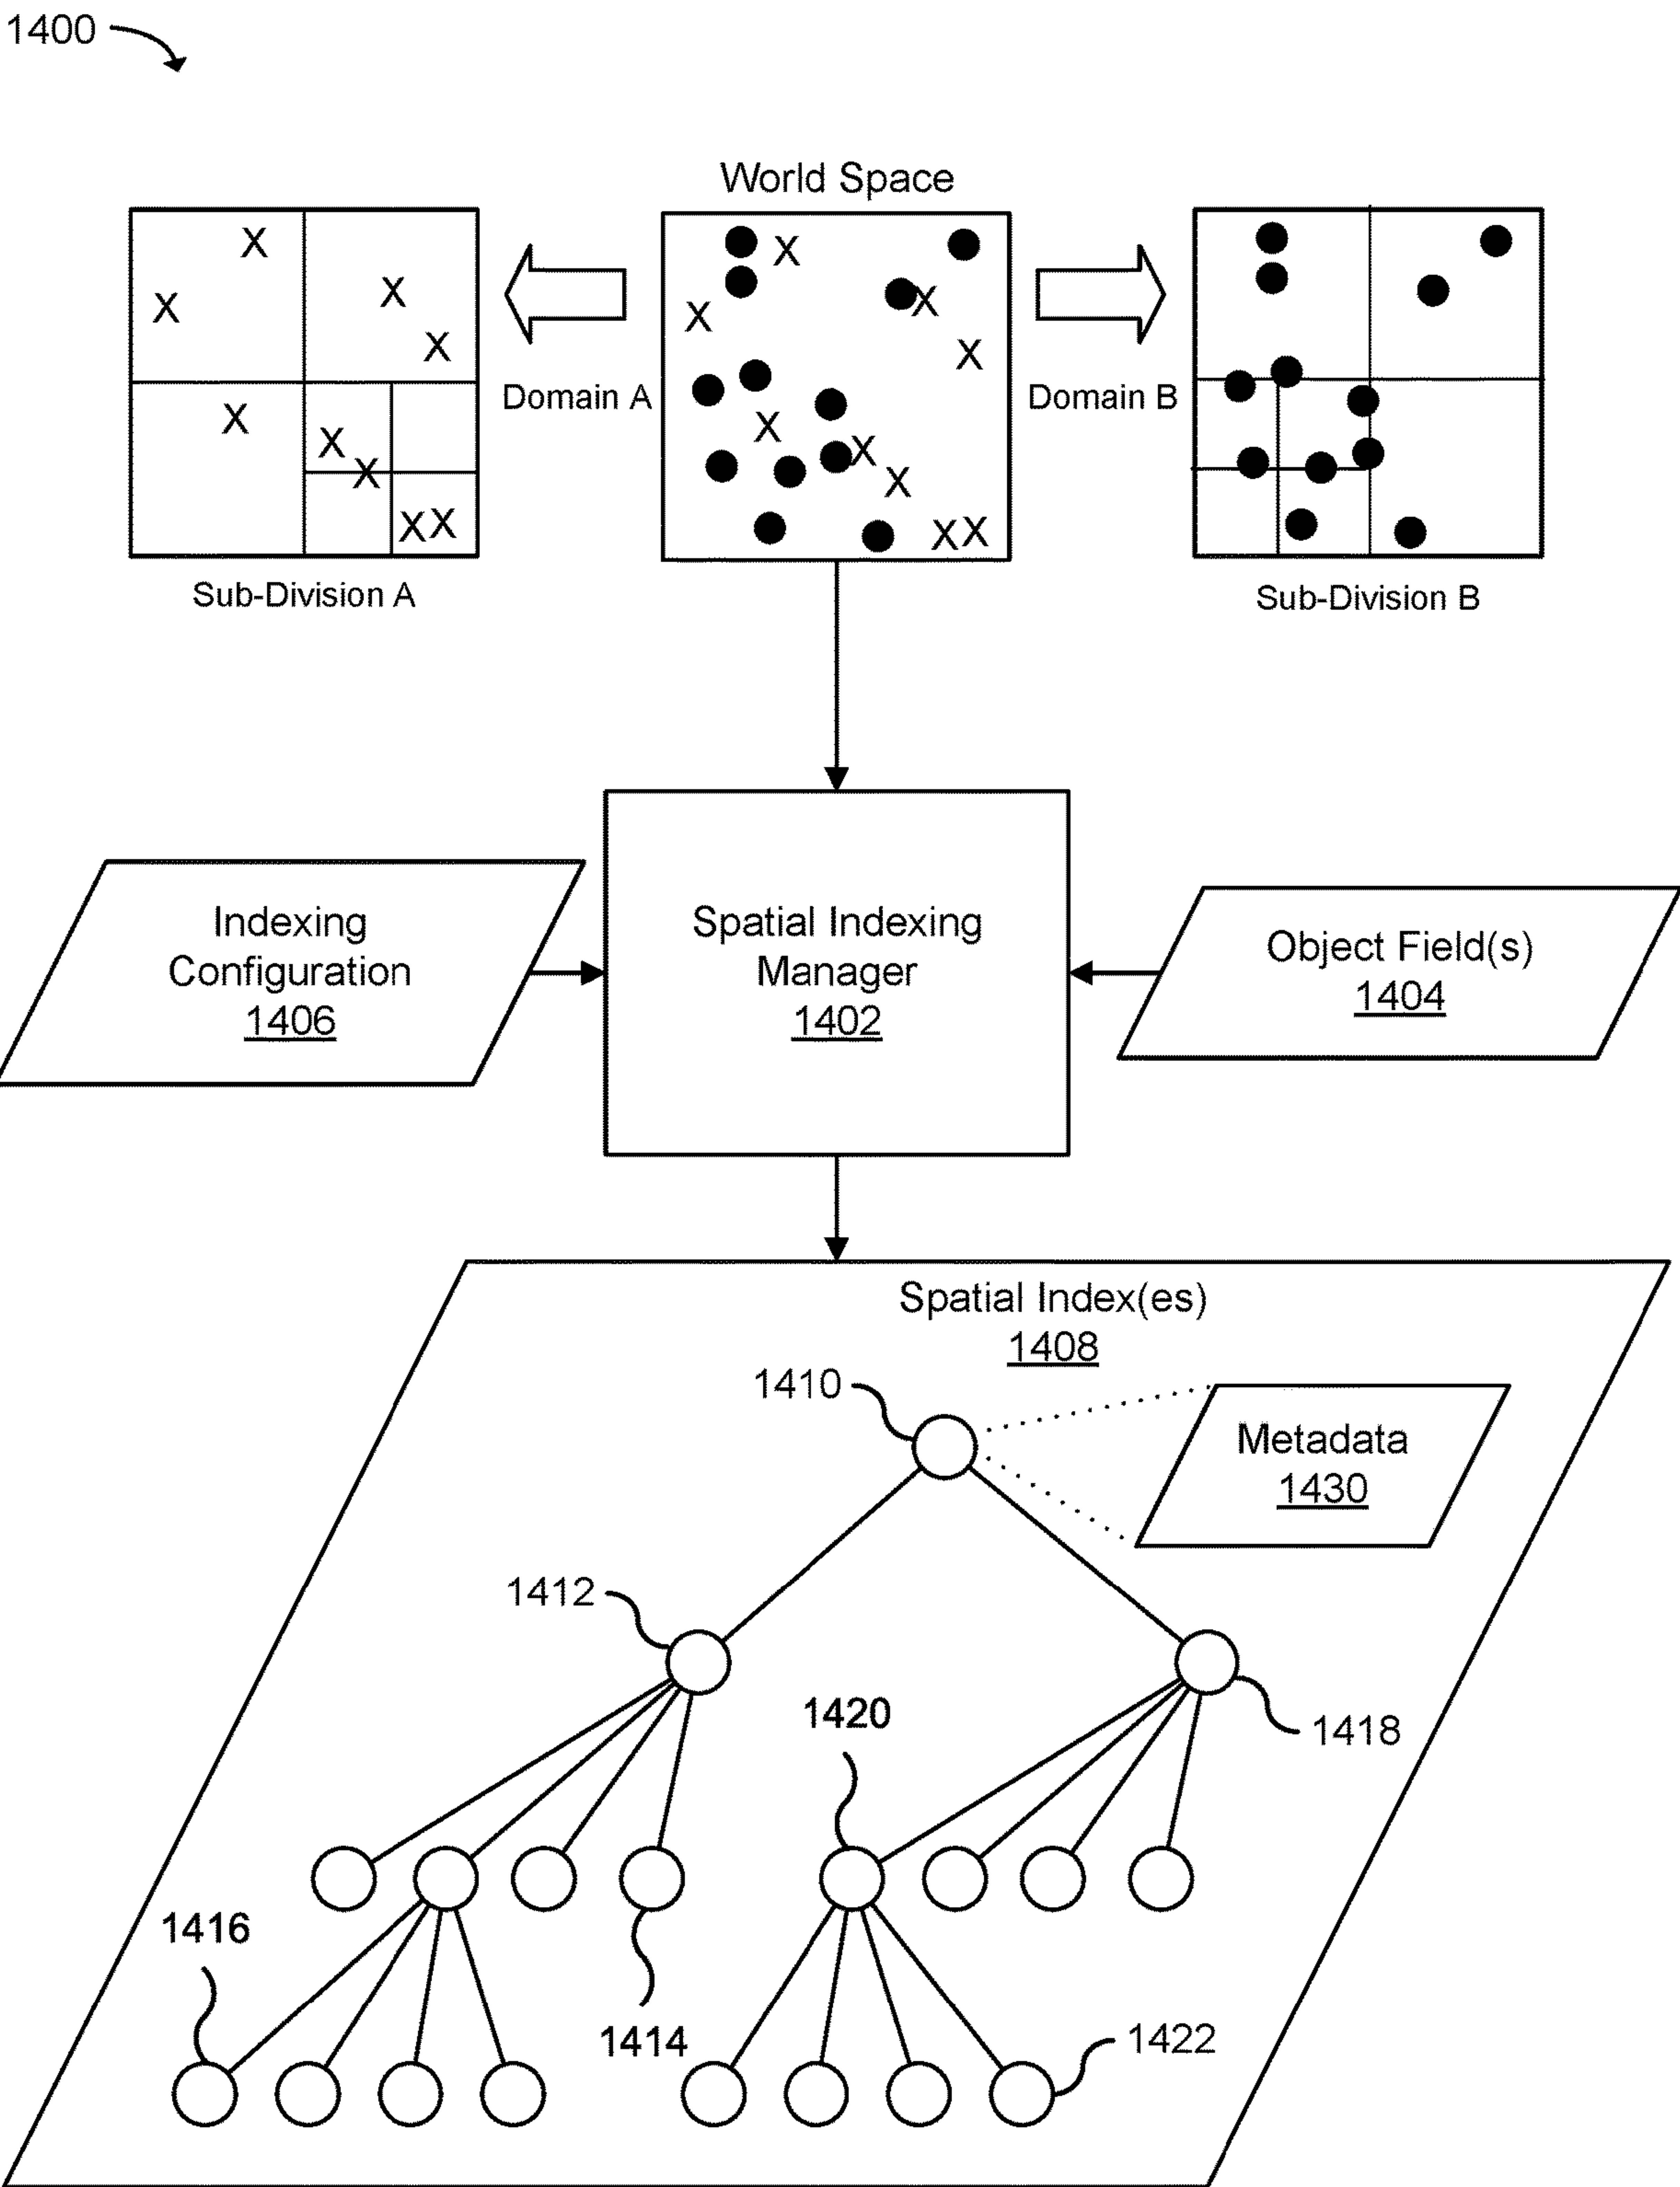 1400
World Space
X
X
X
X
X
X
X
X X
X
X
X
X
X
X
X
X X
Domain A
Domain B
Sub-Division A
Sub-Division B
Indexing
Configuration
1406
Spatial Indexing
Manager
1402
Object Field(s)
1404
Spatial Index(es)
1408
1410
Metadata
1430
1412
1420
1418
1416
1414
1422